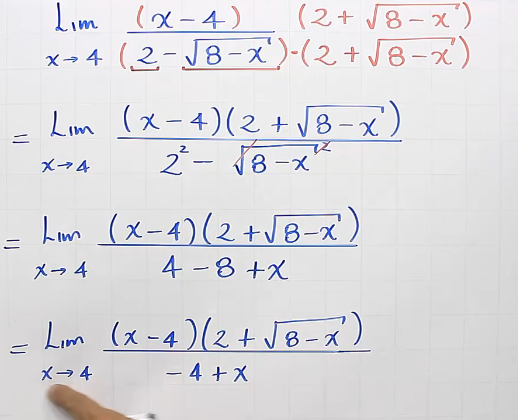 Lim (x-4) (2+√8-x)
x→4 (2-√8-x)·(2+√8-x)
= Lim (x-4)(2+√8-x)
x→4 2²-√8-x²
= Lim (x-4)(2+√8-x)
x→4 4-8+x
= Lim (x-4)(2+√8-x)
x→4 -4+x